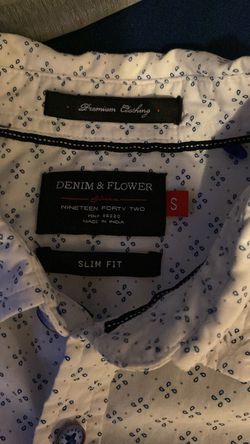 Premium Clothing
DENIM & FLOWER
NINETEEN FORTY TWO
MADE IN INDIA
S
SLIM FIT